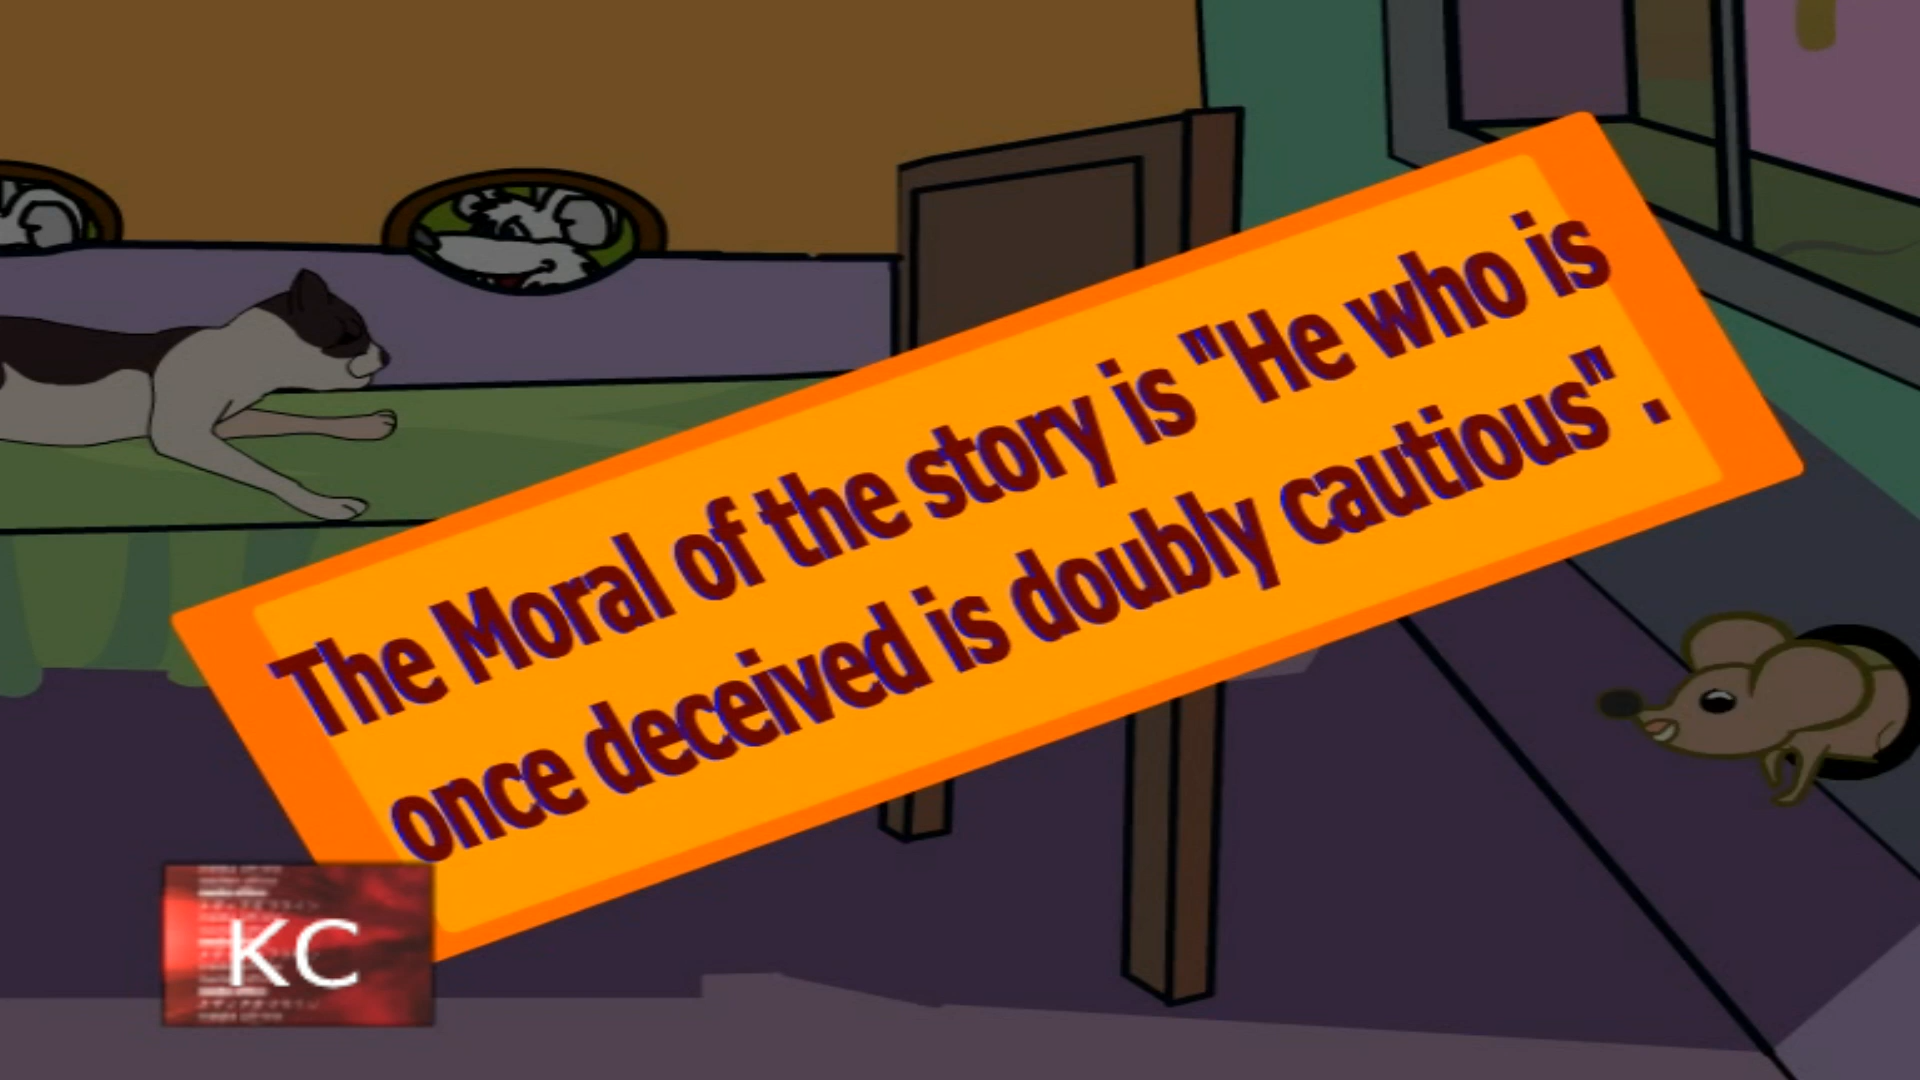 The Moral of the story is "He who is
once deceived is doubly cautious".
KC